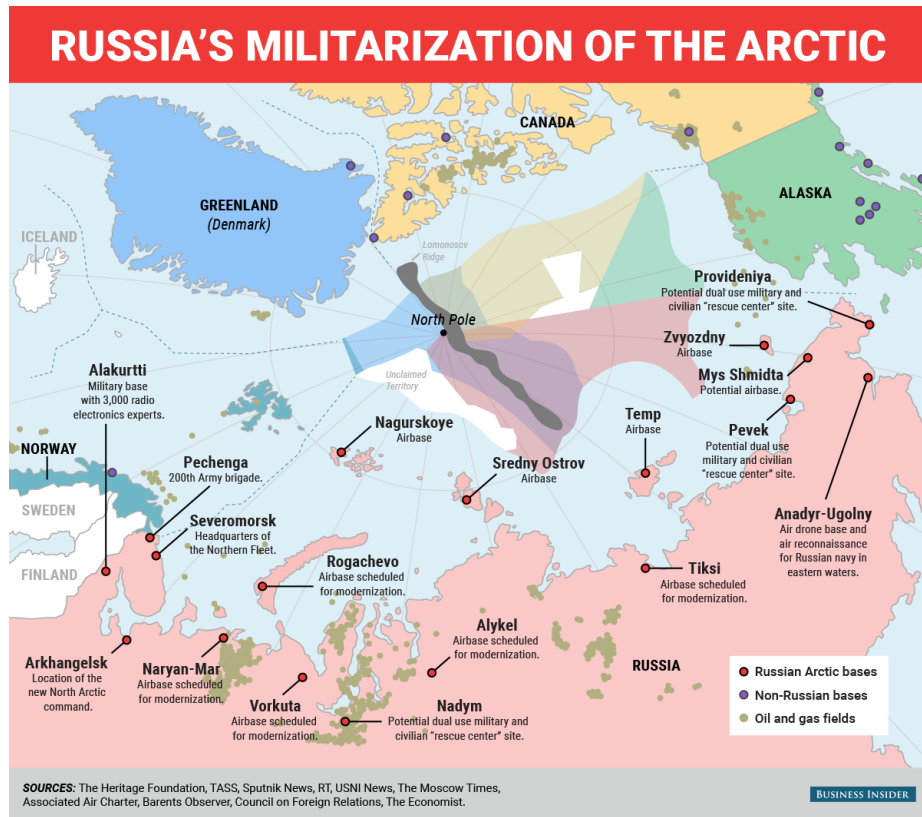 RUSSIA'S MILITARIZATION OF THE ARCTIC
CANADA
GREENLAND
(Denmark)
ALASKA
ICELAND
Lomonosov
Ridge
North Pole
Unclaimed
Territory
Provideniya
Potential dual use military and
civilian "rescue center" site.
Zvyozdny
Airbase
Mys Shmidta
Potential airbase.
Pevek
Potential dual use
military and civilian
"rescue center" site.
Anadyr-Ugolny
Air drone base and
air reconnaissance
for Russian navy in
eastern waters.
Alakurtti
Military base
with 3,000 radio
electronics experts.
Nagurskoye
Airbase
Temp
Airbase
Sredny Ostrov
Airbase
NORWAY
SWEDEN
FINLAND
Pechenga
200th Army brigade.
Severomorsk
Headquarters of
the Northern Fleet.
Rogachevo
Airbase scheduled
for modernization.
Tiksi
Airbase scheduled
for modernization.
Arkhangelsk
Location of the
new North Arctic
command.
Naryan-Mar
Airbase scheduled
for modernization.
Vorkuta
Airbase scheduled
for modernization.
Alykel
Airbase scheduled
for modernization.
Nadym
Potential dual use military and
civilian "rescue center" site.
RUSSIA
Russian Arctic bases
Non-Russian bases
Oil and gas fields
SOURCES: The Heritage Foundation, TASS, Sputnik News, RT, USNI News, The Moscow Times,
Associated Air Charter, Barents Observer, Council on Foreign Relations, The Economist.
BUSINESS INSIDER